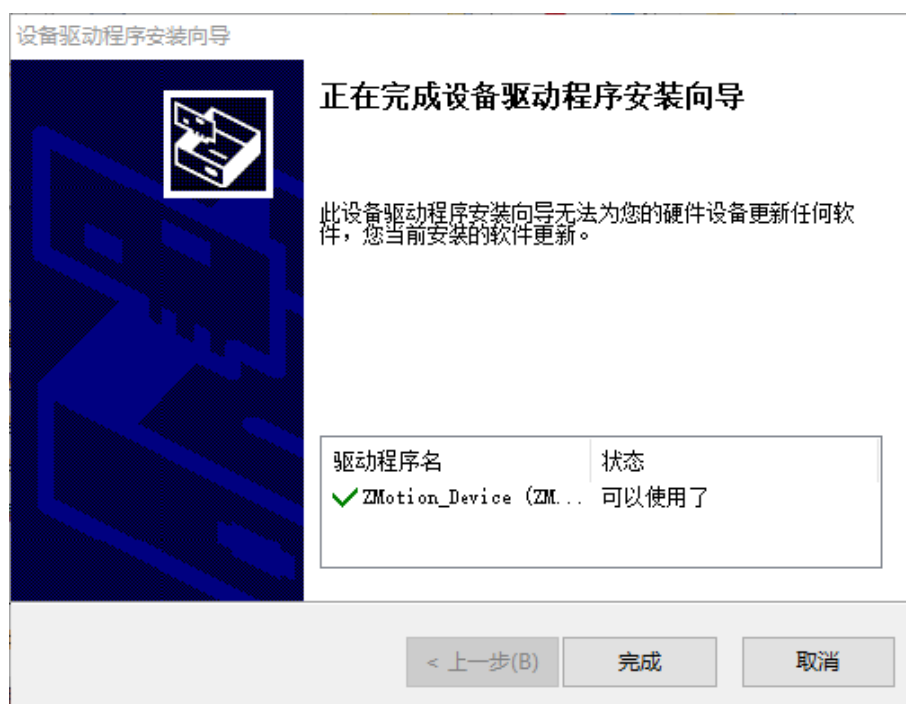 设备驱动程序安装向导
正在完成设备驱动程序安装向导
此设备驱动程序安装向导无法为您的硬件设备更新任何软
件，您当前安装的软件更新。
驱动程序名 状态
ZMotion_Device (ZM... 可以使用了
< 上一步(B) 完成 取消